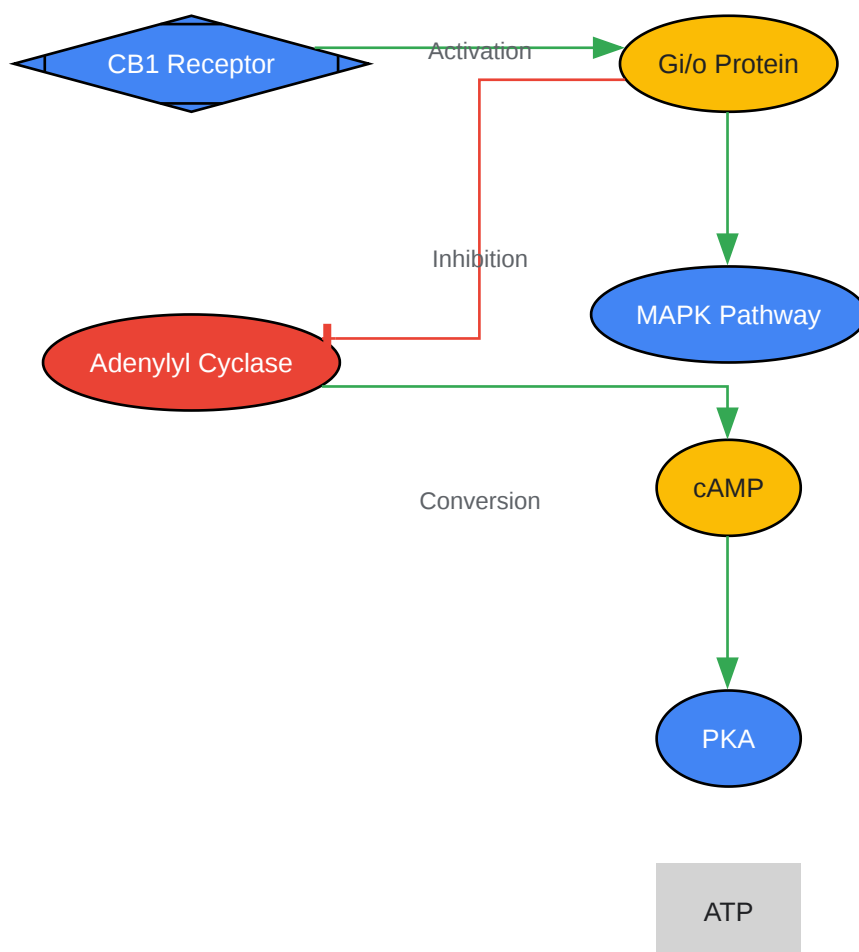 CB1 Receptor
Activation
Gi/o Protein
Inhibition
MAPK Pathway
Adenylyl Cyclase
cAMP
Conversion
PKA
ATP